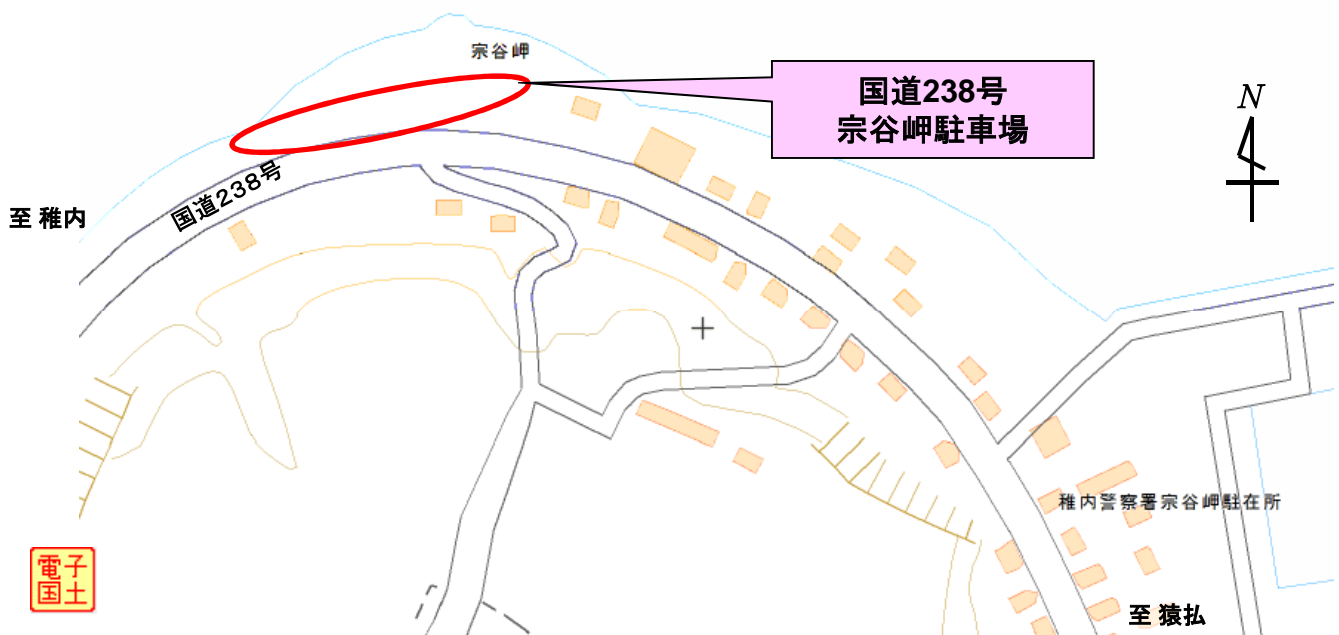 宗谷岬
国道238号
宗谷岬駐車場
N
国道238号
至 稚内
稚内警察署宗谷岬駐在所
至 猿払
電子
国土